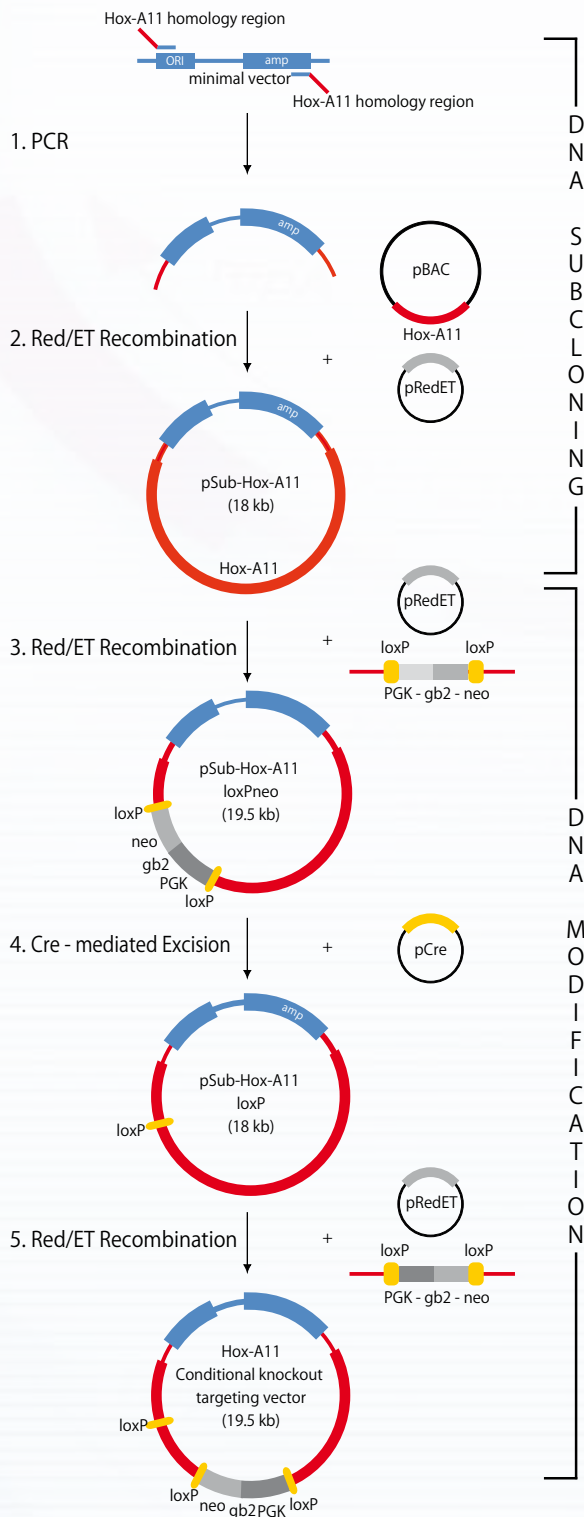 Hox-A11 homology region
ORI
amp
minimal vector
Hox-A11 homology region
1. PCR
amp
pBAC
Hox-A11
2. Red/ET Recombination
+
pRedET
amp
pSub-Hox-A11
(18 kb)
Hox-A11
DNA SUBCLONING
pRedET
3. Red/ET Recombination
+
loxP loxP
PGK - gb2 - neo
pSub-Hox-A11
loxPneo
(19.5 kb)
loxP
neo
gb2
PGK
loxP
4. Cre - mediated Excision
+
pCre
amp
pSub-Hox-A11
loxP
(18 kb)
loxP
pRedET
5. Red/ET Recombination
+
loxP loxP
PGK - gb2 - neo
Hox-A11
Conditional knockout
targeting vector
(19.5 kb)
loxP
loxP neo gb2 PGK loxP
DNA MODIFICATION